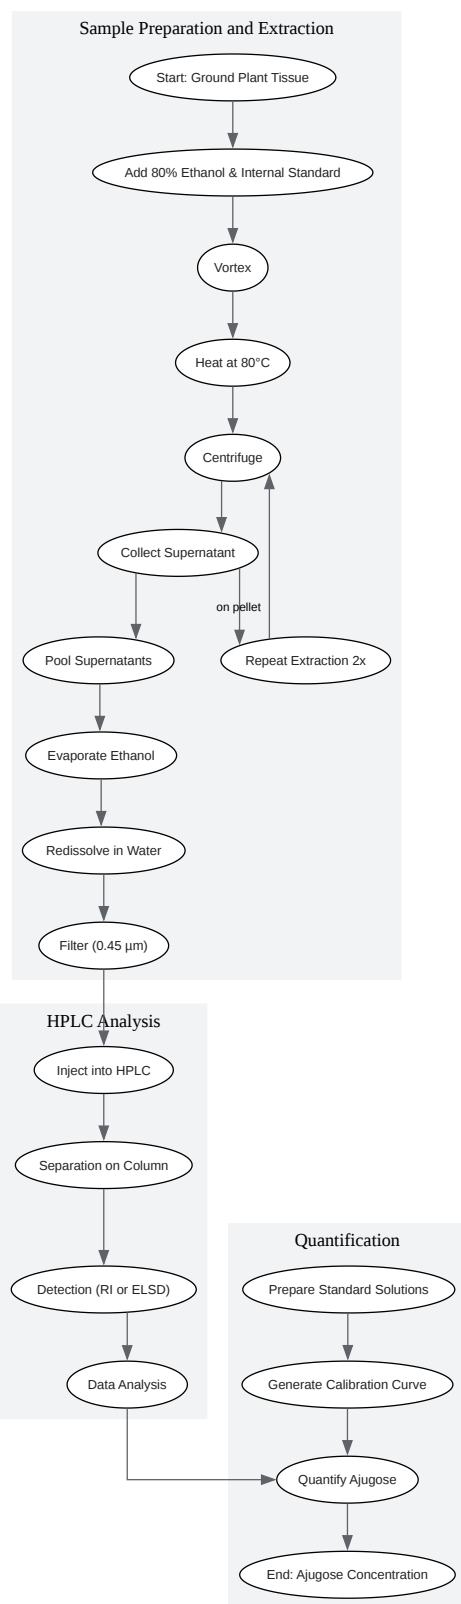 Sample Preparation and Extraction
Start: Ground Plant Tissue
Add 80% Ethanol & Internal Standard
Vortex
Heat at 80°C
Centrifuge
Collect Supernatant
on pellet
Pool Supernatants
Repeat Extraction 2x
Evaporate Ethanol
Redissolve in Water
Filter (0.45 µm)
HPLC Analysis
Inject into HPLC
Separation on Column
Detection (RI or ELSD)
Data Analysis
Quantification
Prepare Standard Solutions
Generate Calibration Curve
Quantify Ajugose
End: Ajugose Concentration